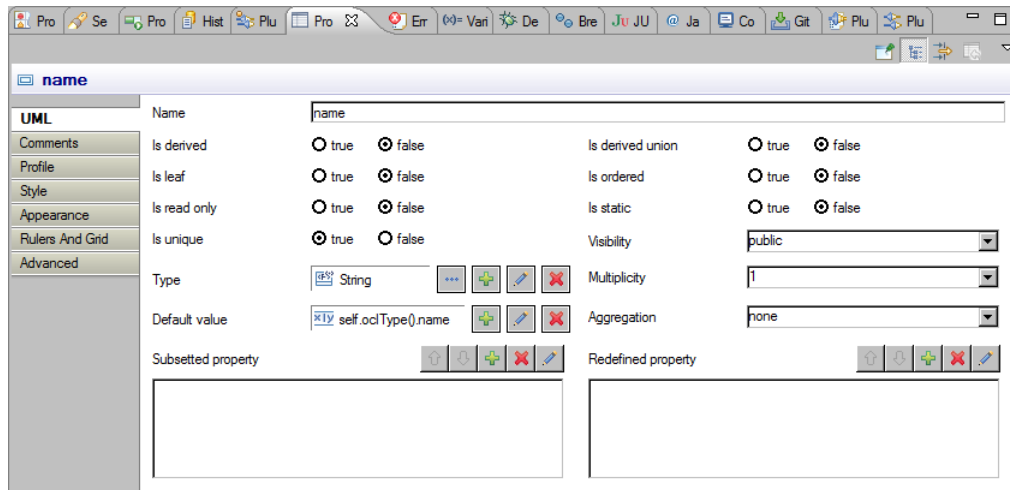 Pro Se Pro Hist Plu Pro Err (x)= Vari De Bre Ju JU @ Ja Co Git Plu Plu
name
UML
Comments
Profile
Style
Appearance
Rulers And Grid
Advanced
Name name
Is derived true false Is derived union true false
Is leaf true false Is ordered true false
Is read only true false Is static true false
Is unique true false Visibility public
Type String Multiplicity 1
Default value x|y self.oclType().name Aggregation none
Subsetted property Redefined property